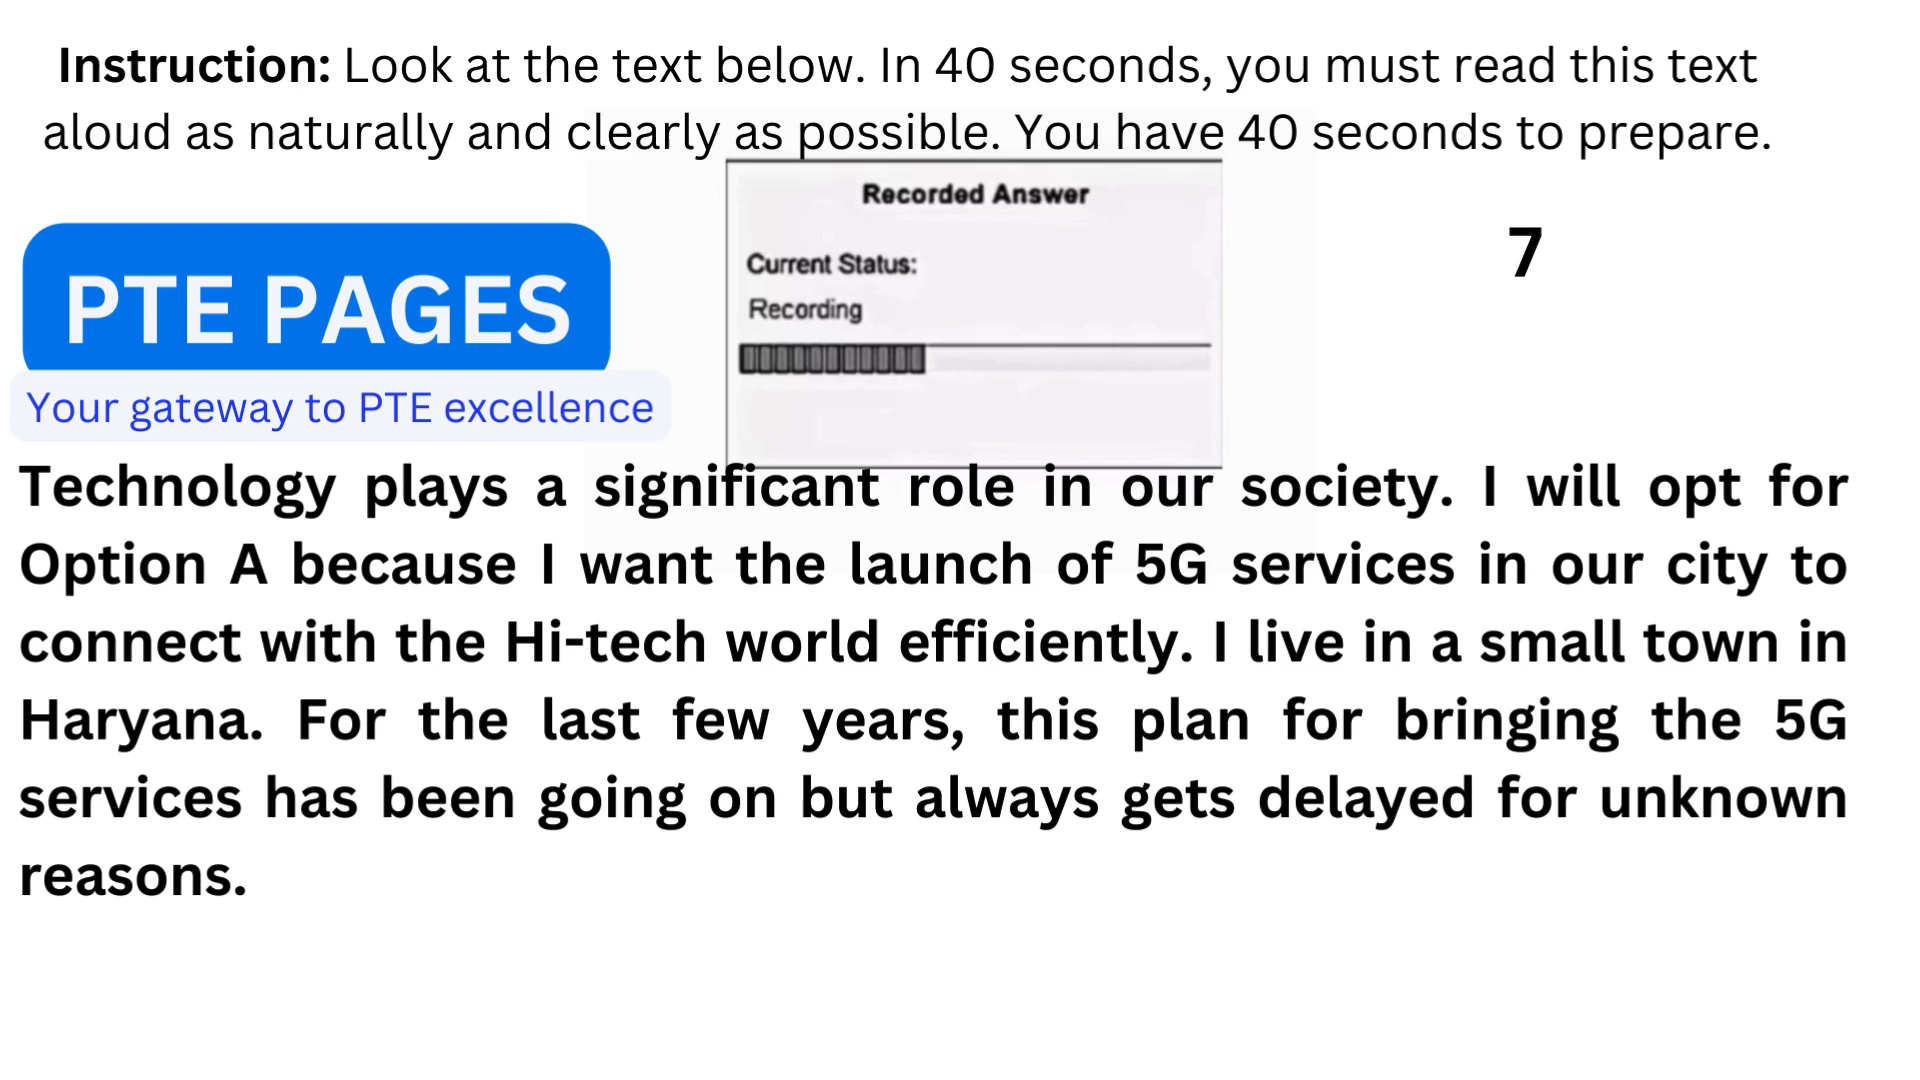 Instruction: Look at the text below. In 40 seconds, you must read this text
aloud as naturally and clearly as possible. You have 40 seconds to prepare.
Recorded Answer
Current Status:
Recording
7
PTE PAGES
Your gateway to PTE excellence
Technology plays a significant role in our society. I will opt for
Option A because I want the launch of 5G services in our city to
connect with the Hi-tech world efficiently. I live in a small town in
Haryana. For the last few years, this plan for bringing the 5G
services has been going on but always gets delayed for unknown
reasons.